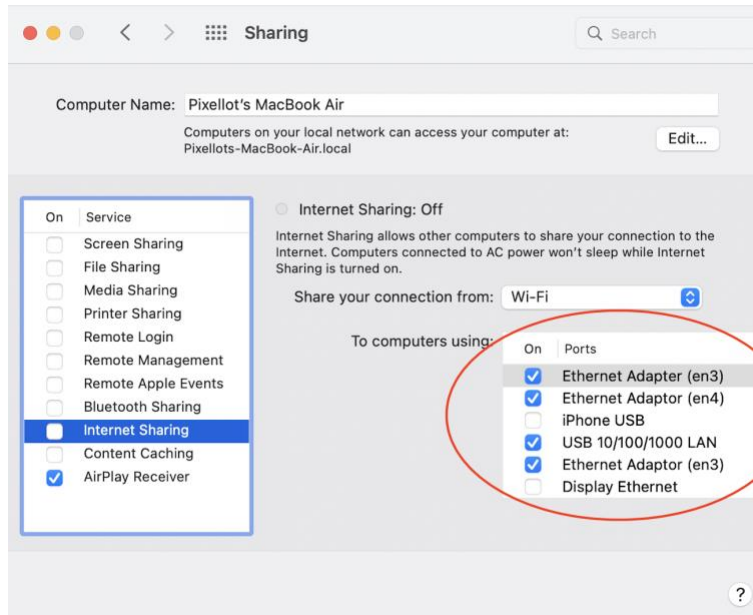 Sharing
Search
Computer Name: Pixellot's MacBook Air
Computers on your local network can access your computer at:
Pixellots-MacBook-Air.local
Edit...
On Service
Screen Sharing
File Sharing
Media Sharing
Printer Sharing
Remote Login
Remote Management
Remote Apple Events
Bluetooth Sharing
Internet Sharing
Content Caching
AirPlay Receiver
Internet Sharing: Off
Internet Sharing allows other computers to share your connection to the
Internet. Computers connected to AC power won't sleep while Internet
Sharing is turned on.
Share your connection from: Wi-Fi
To computers using:
On Ports
Ethernet Adapter (en3)
Ethernet Adaptor (en4)
iPhone USB
USB 10/100/1000 LAN
Ethernet Adaptor (en3)
Display Ethernet
?